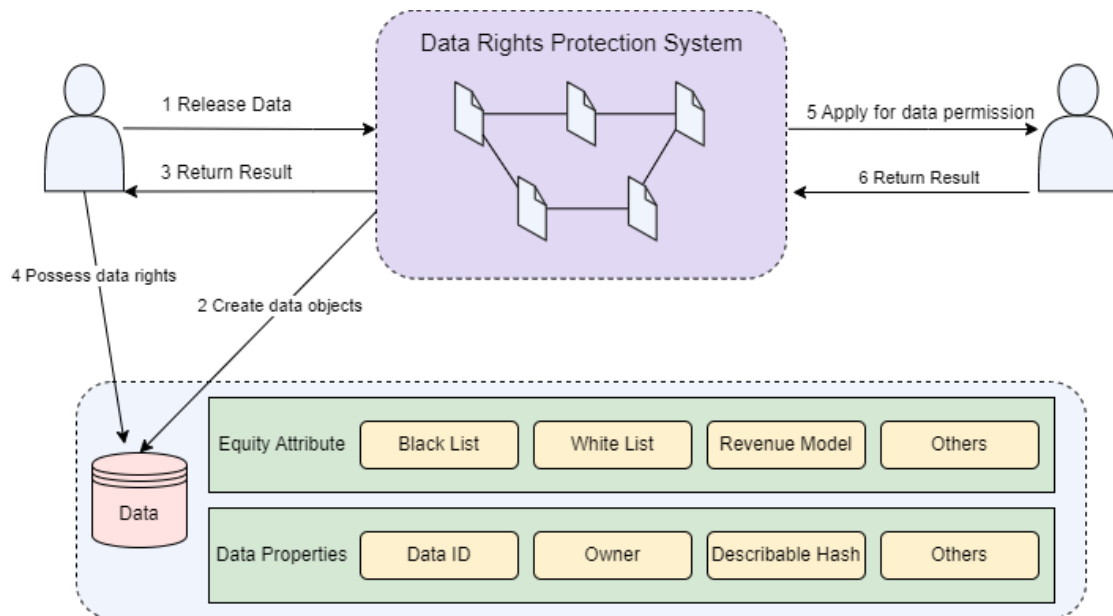 Data Rights Protection System
1 Release Data
5 Apply for data permission
3 Return Result
6 Return Result
4 Possess data rights
2 Create data objects
Equity Attribute
Black List
White List
Revenue Model
Others
Data
Data Properties
Data ID
Owner
Describable Hash
Others